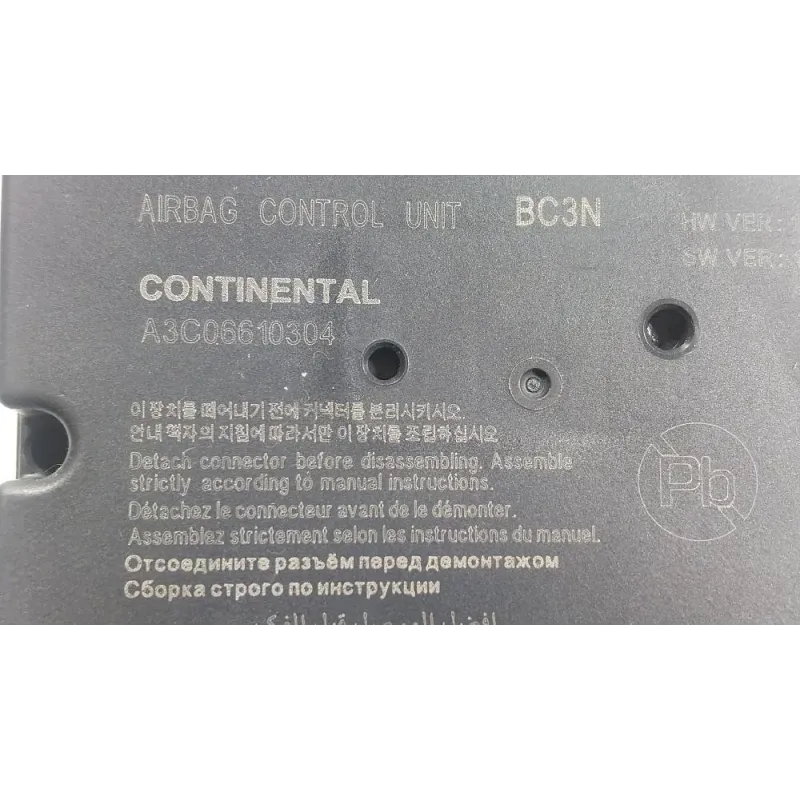 AIRBAG CONTROL UNIT BC3N
HW VER:
SW VER:
CONTINENTAL
A3C06610304
이 장치를 떼어내기 전에 커넥터를 분리시키시오.
안내 책자의 지침에 따라서만 이 장치를 조립하십시오
Detach connector before disassembling. Assemble
strictly according to manual instructions.
Détachez le connecteur avant de le démonter.
Assemblez strictement selon les instructions du manuel.
Отсоедините разъём перед демонтажом
Сборка строго по инструкции
Pb